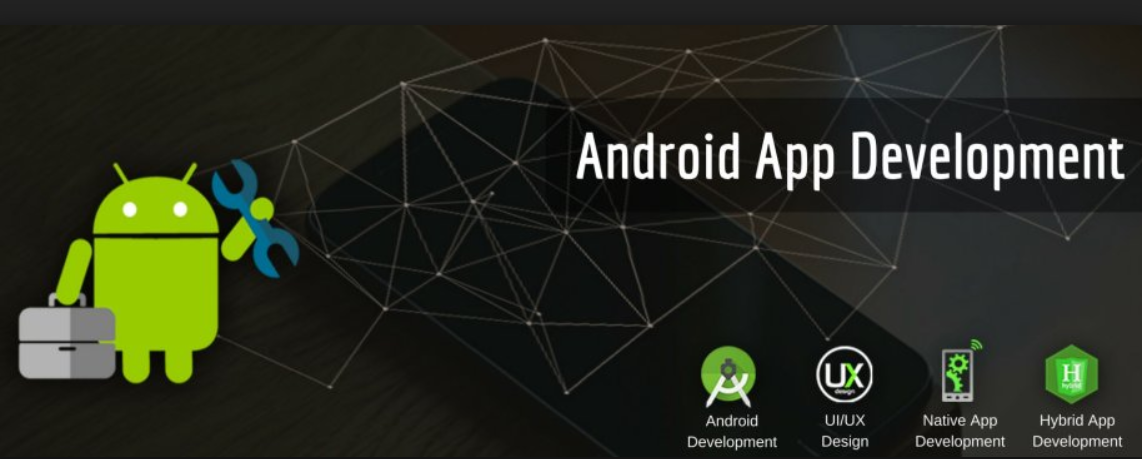 Android App Development
UX
design
H
hybrid
Android
Development
UI/UX
Design
Native App
Development
Hybrid App
Development